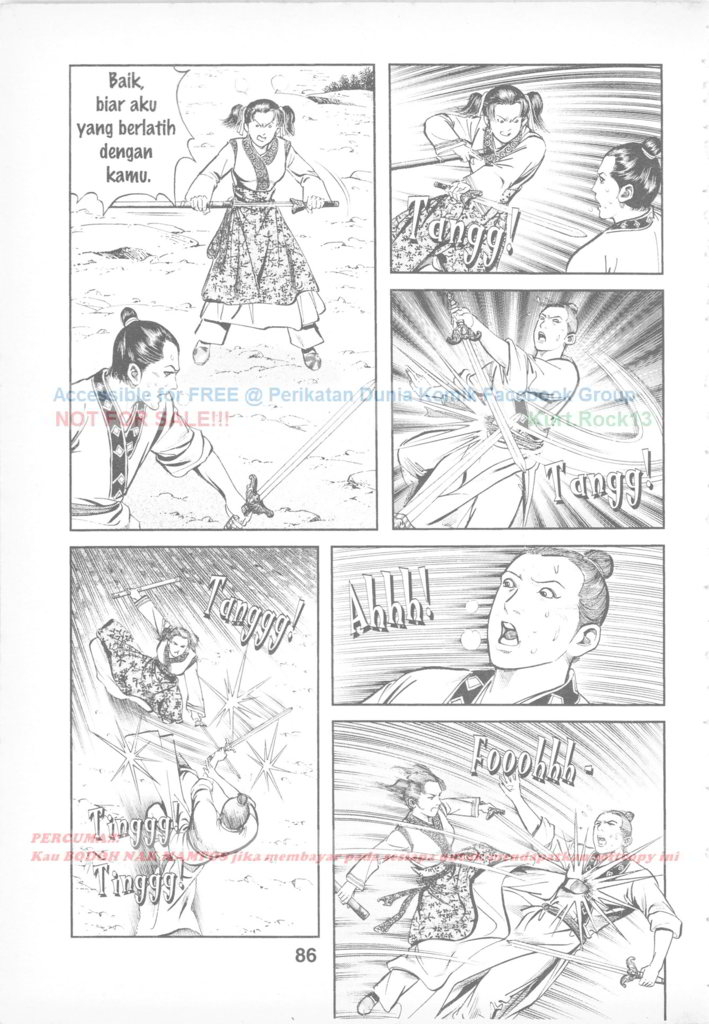 Baik,
biar aku
yang berlatih
dengan
kamu.
Tangg!
Tangg!
Accessible for FREE @ Perikatan Dunia Komik Facebook Group
NOT FOR SALE!!!
Kurt.Rock13
Tanggg!
Ahhh!
Fooohhh -
Tinggg!
Tinggg!
PERCUMA!!
Kau BODOH NAK MAMPOS jika membayar pada sesiapa untuk mendapatkan softcopy ini
86